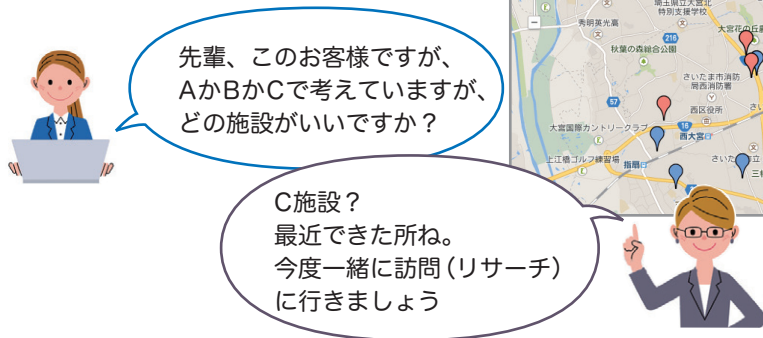 先輩、このお客様ですが、
AかBかCで考えていますが、
どの施設がいいですか？
C施設？
最近できた所ね。
今度一緒に訪問（リサーチ）
に行きましょう
埼玉県立大宮北
特別支援学校
秀明英光高
大宮花の丘
216
秋葉の森総合公園
さいたま市消防
局西消防署
57
西区役所
大宮国際カントリークラブ
16
西大宮
上江橋ゴルフ練習場
指扇
さいた